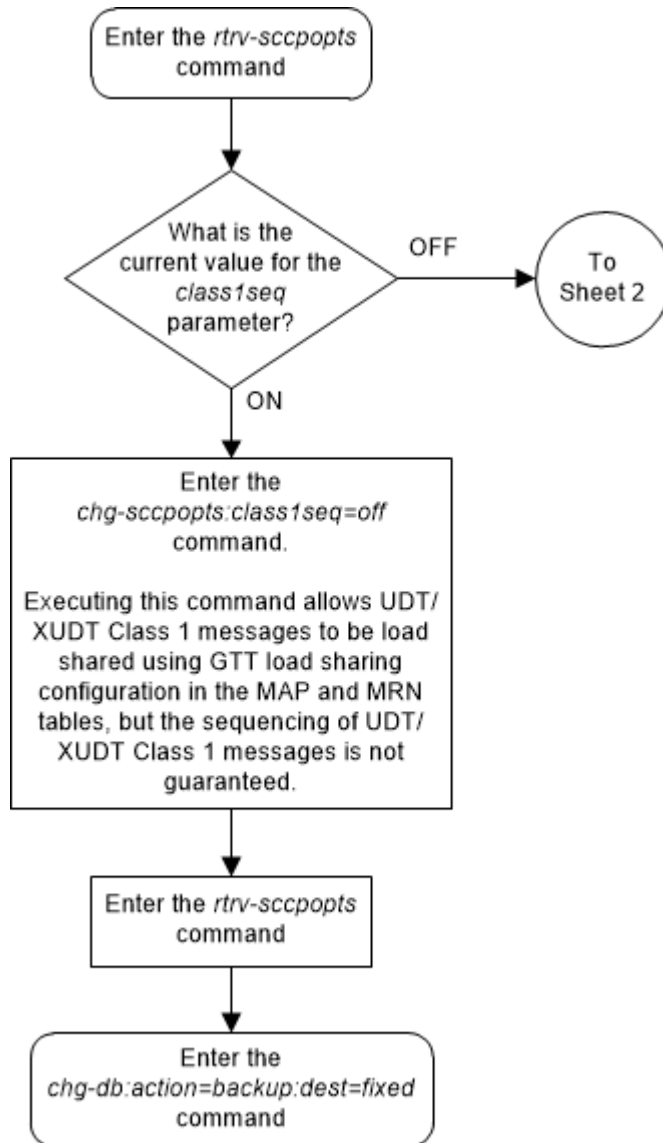 Enter the rtrv-sccpopts
command
What is the
current value for the
class1seq
parameter?
OFF
To
Sheet 2
ON
Enter the
chg-sccpopts:class1seq=off
command.
Executing this command allows UDT/
XUDT Class 1 messages to be load
shared using GTT load sharing
configuration in the MAP and MRN
tables, but the sequencing of UDT/
XUDT Class 1 messages is not
guaranteed.
Enter the rtrv-sccpopts
command
Enter the
chg-db:action=backup:dest=fixed
command